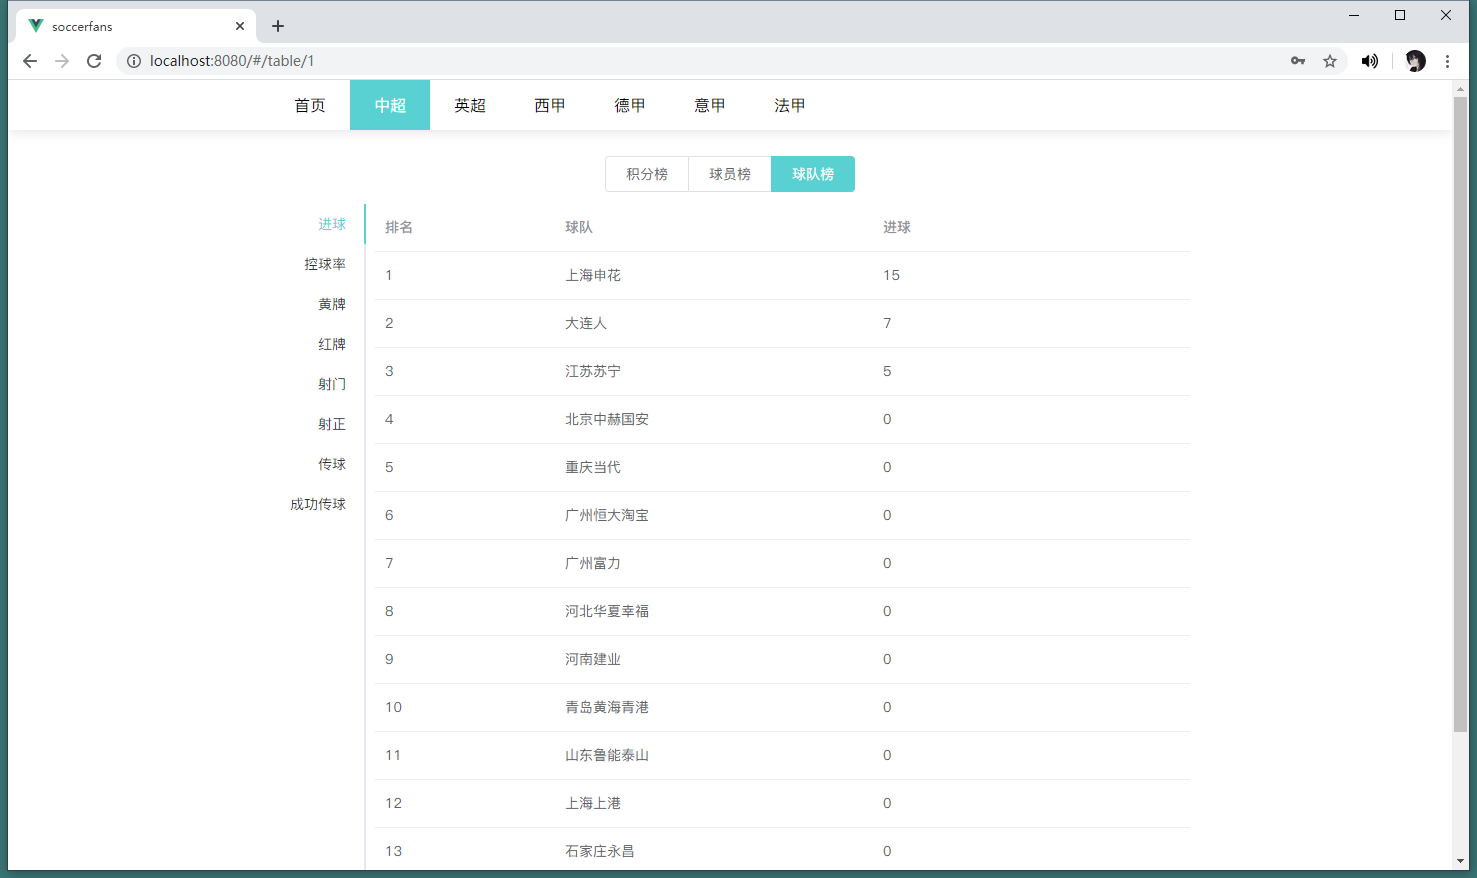 soccerfans
localhost:8080/#/table/1
首页 中超 英超 西甲 德甲 意甲 法甲
积分榜 球员榜 球队榜
进球
控球率
黄牌
红牌
射门
射正
传球
成功传球
排名 球队 进球
1 上海申花 15
2 大连人 7
3 江苏苏宁 5
4 北京中赫国安 0
5 重庆当代 0
6 广州恒大淘宝 0
7 广州富力 0
8 河北华夏幸福 0
9 河南建业 0
10 青岛黄海青港 0
11 山东鲁能泰山 0
12 上海上港 0
13 石家庄永昌 0